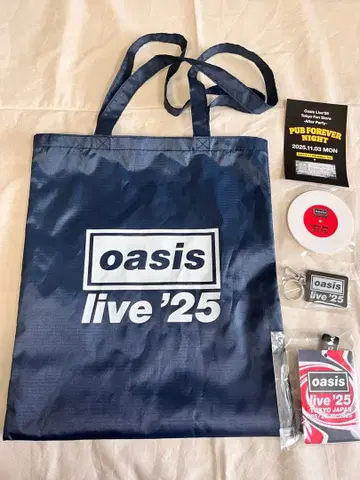 oasis
live '25
Oasis Live'25
Tokyo Fan Store
-After Party-
PUB FOREVER
NIGHT
2025.11.03 MON
oasis
live '25
oasis
live '25
TOKYO JAPAN